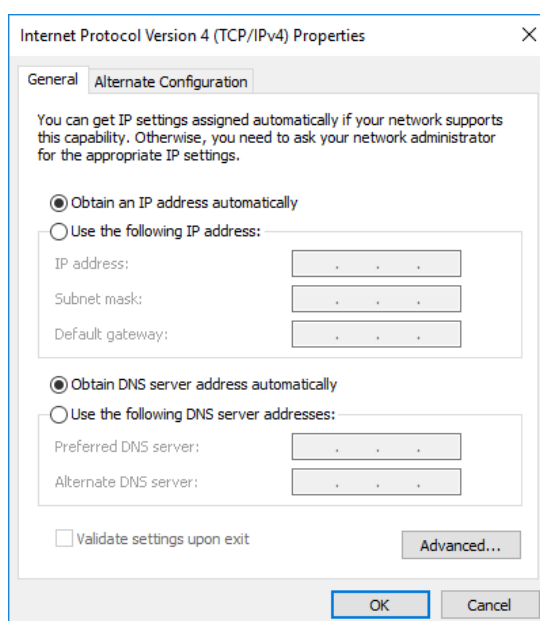 Internet Protocol Version 4 (TCP/IPv4) Properties
General
Alternate Configuration
You can get IP settings assigned automatically if your network supports
this capability. Otherwise, you need to ask your network administrator
for the appropriate IP settings.
Obtain an IP address automatically
Use the following IP address:
IP address:
Subnet mask:
Default gateway:
Obtain DNS server address automatically
Use the following DNS server addresses:
Preferred DNS server:
Alternate DNS server:
Validate settings upon exit
Advanced...
OK
Cancel